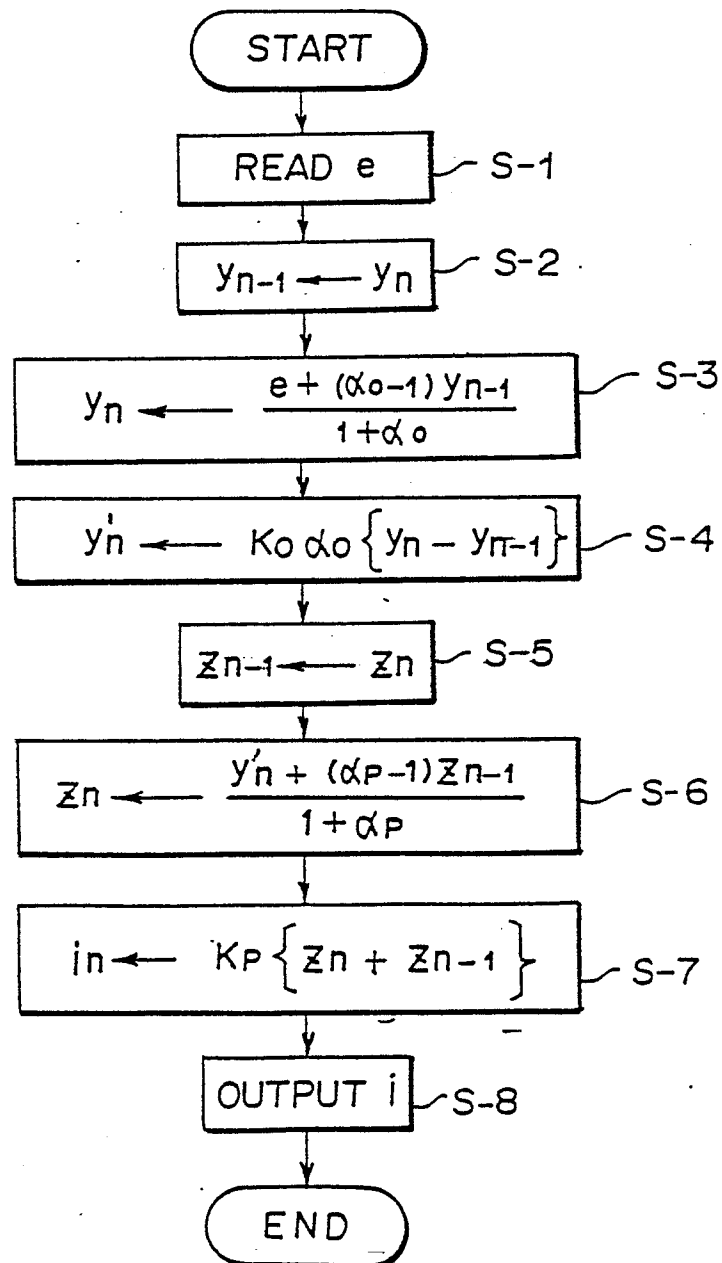 START
READ e S-1
yn-1 ← yn S-2
yn ← e + (αo-1) yn-1 / 1+αo S-3
y'n ← Ko αo {yn - yn-1} S-4
Zn-1 ← Zn S-5
Zn ← y'n + (αP-1) Zn-1 / 1+αP S-6
in ← KP {Zn + Zn-1} S-7
OUTPUT i S-8
END